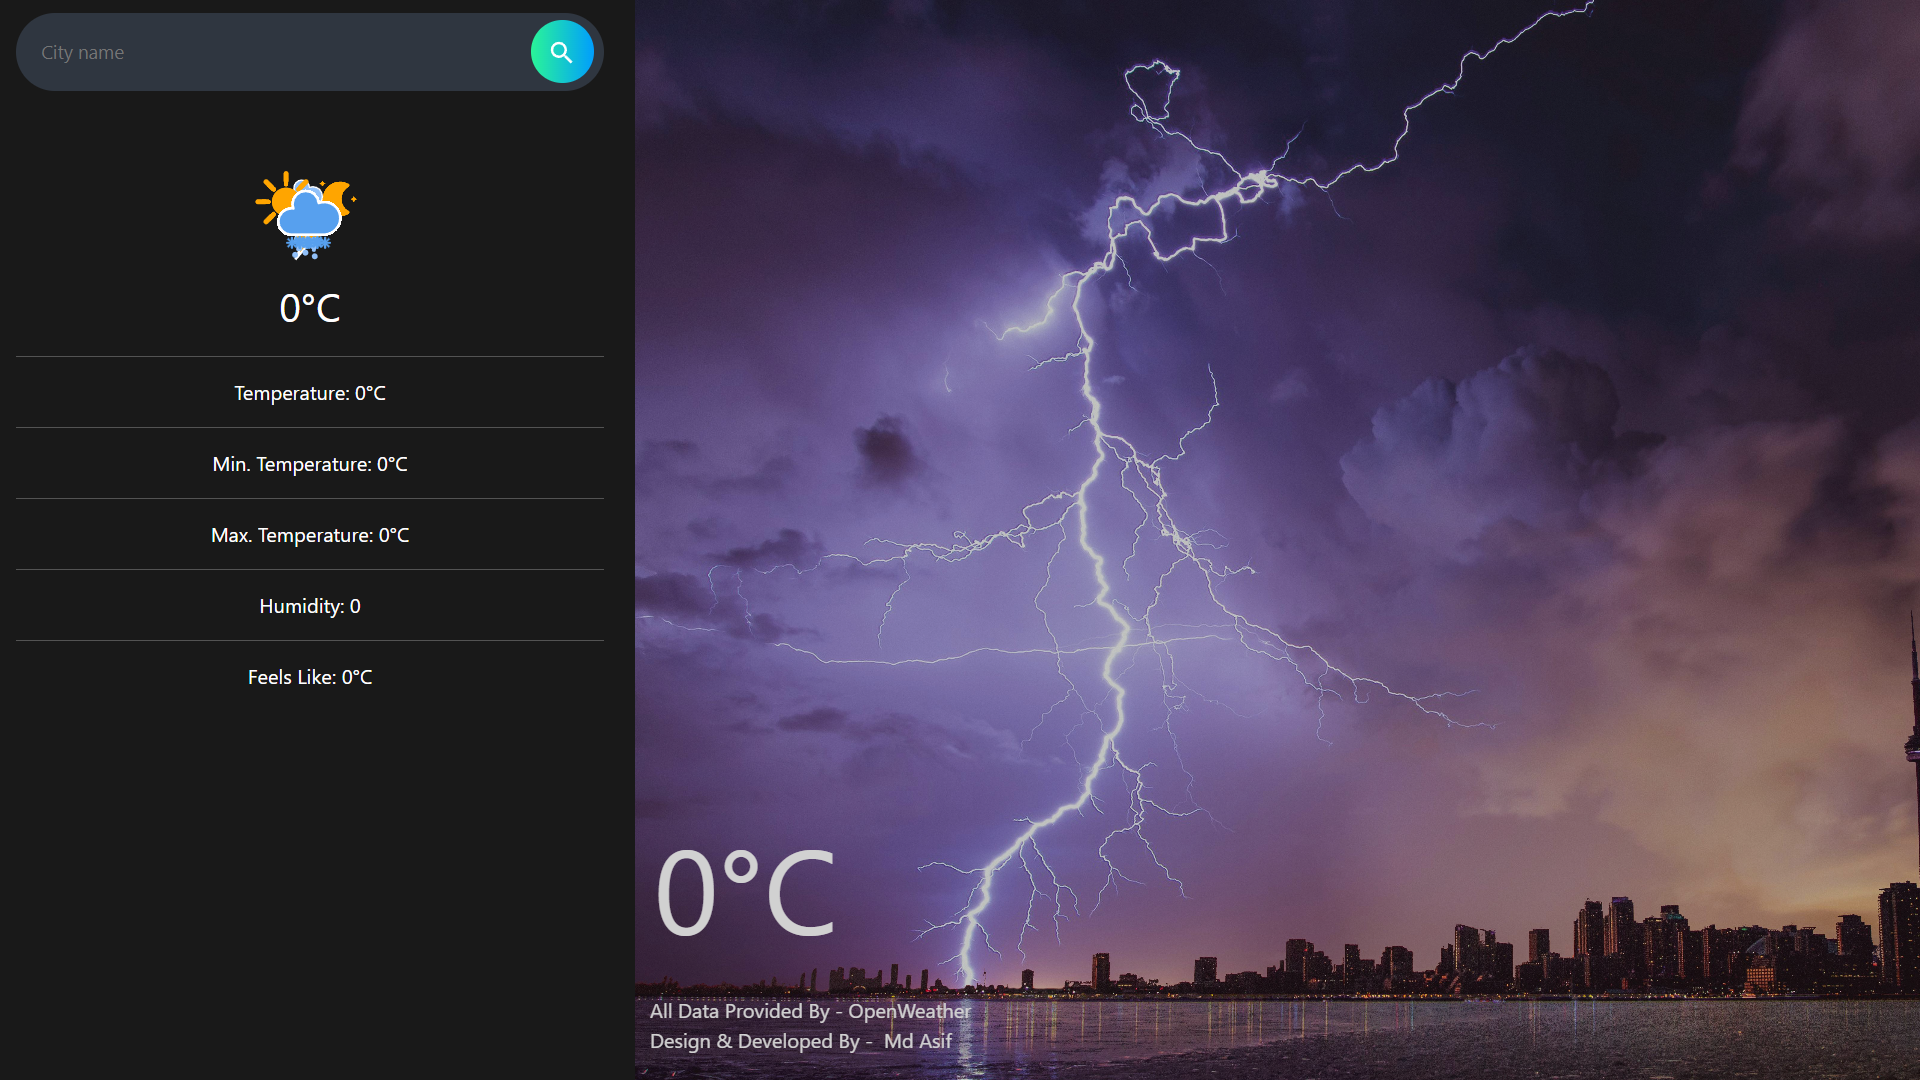 City name
0°C
Temperature: 0°C
Min. Temperature: 0°C
Max. Temperature: 0°C
Humidity: 0
Feels Like: 0°C
0°C
All Data Provided By - OpenWeather
Design & Developed By -  Md Asif